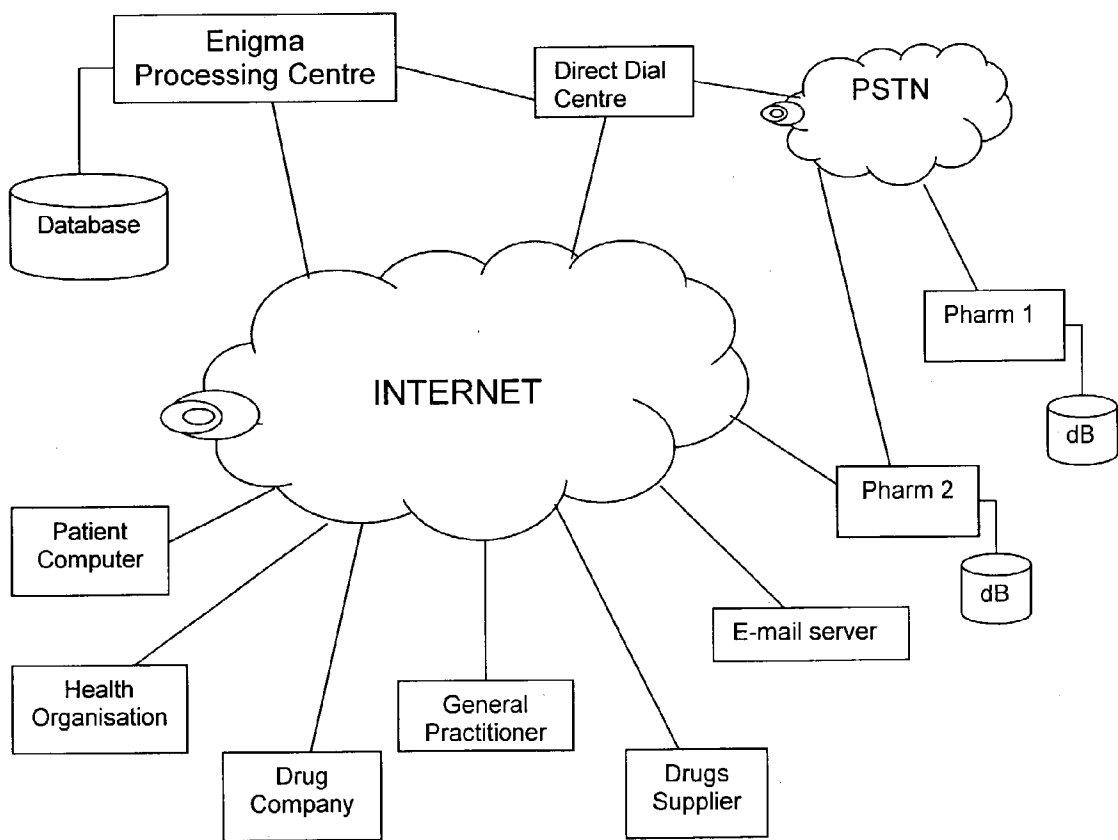 Enigma
Processing Centre
Direct Dial
Centre
PSTN
Database
Pharm 1
INTERNET
dB
Pharm 2
Patient
Computer
dB
E-mail server
Health
Organisation
General
Practitioner
Drug
Company
Drugs
Supplier